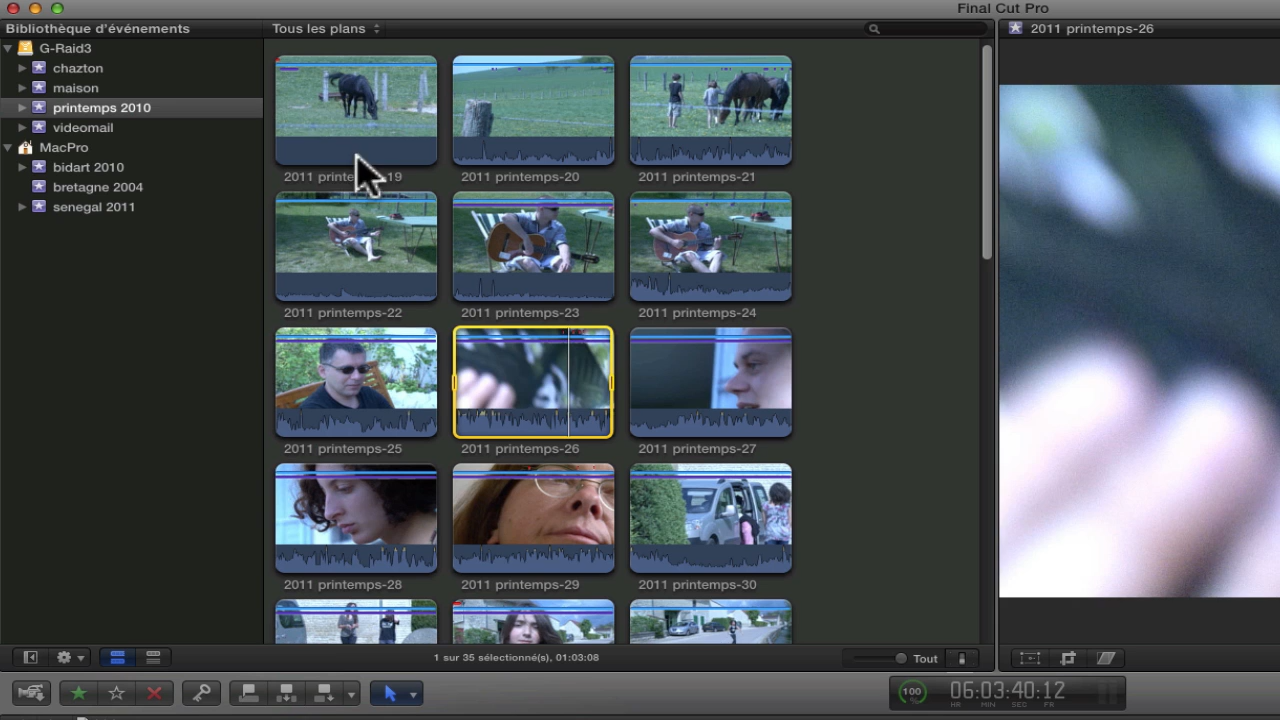 Final Cut Pro
Bibliothèque d'événements
Tous les plans
2011 printemps-26
G-Raid3
chazton
maison
printemps 2010
videomail
MacPro
bidart 2010
bretagne 2004
senegal 2011
2011 printe 19
2011 printemps-20
2011 printemps-21
2011 printemps-22
2011 printemps-23
2011 printemps-24
2011 printemps-25
2011 printemps-26
2011 printemps-27
2011 printemps-28
2011 printemps-29
2011 printemps-30
1 sur 35 sélectionné(s), 01:03:08
Tout
100
06:03:40:12
HR MIN SEC FR